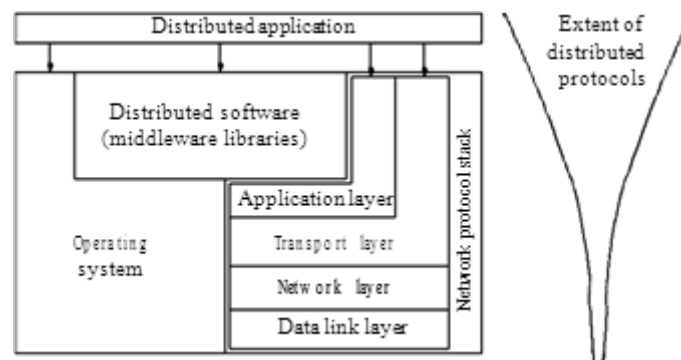 Distributed application
Extent of
distributed
protocols
Distributed software
(middleware libraries)
Application layer
Operating
system
Transport layer
Network layer
Data link layer
Network protocol stack